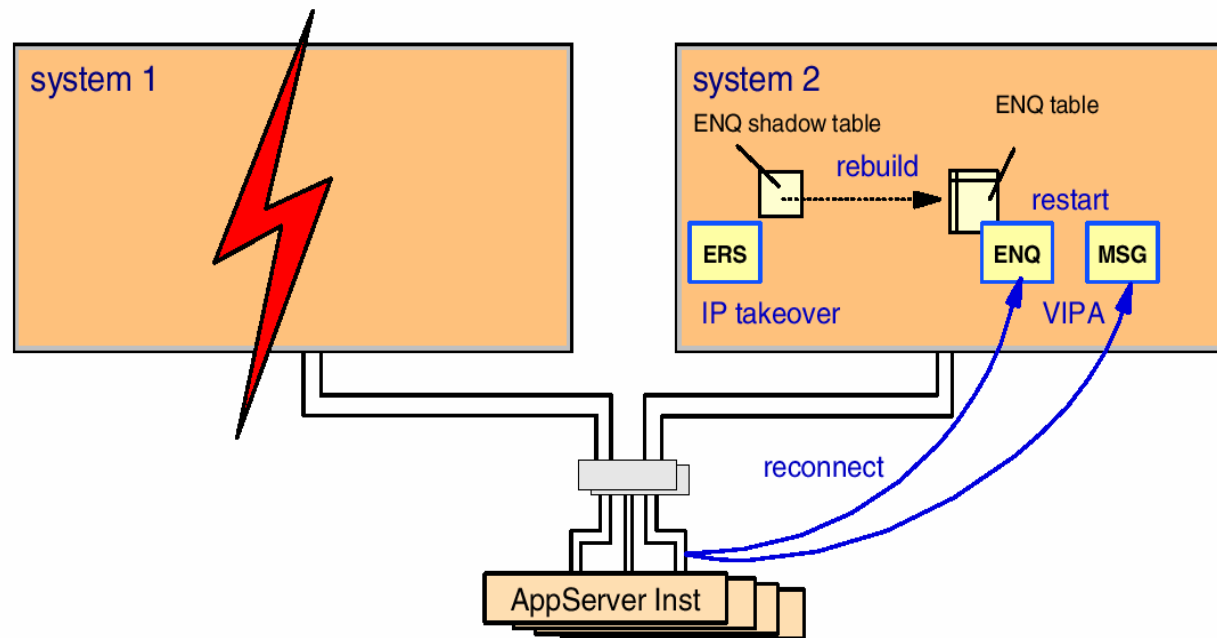 system 1
system 2
ENQ shadow table
ENQ table
rebuild
restart
ERS
ENQ
MSG
IP takeover
VIPA
reconnect
AppServer Inst